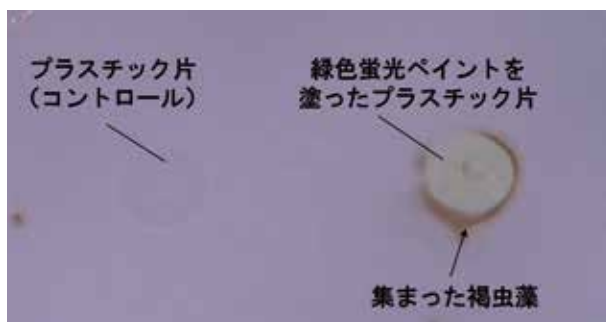 プラスチック片
（コントロール）
緑色蛍光ペイントを
塗ったプラスチック片
集まった褐虫藻